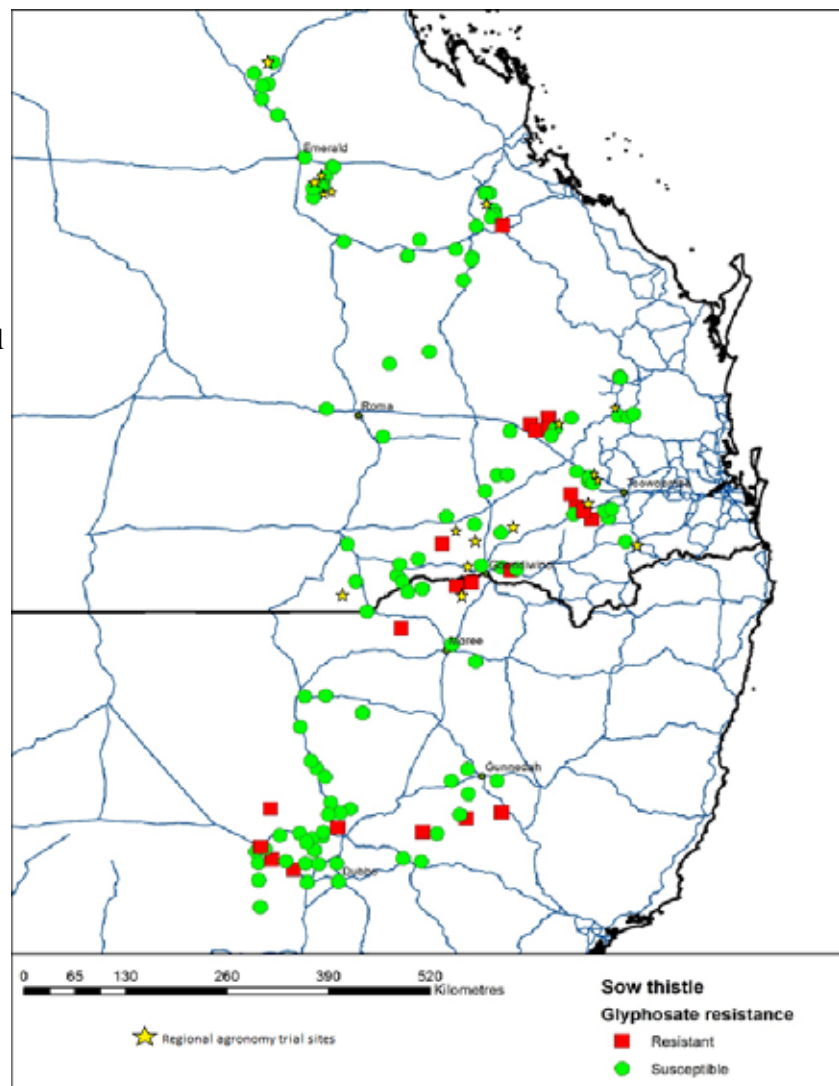 Emerald
Roma
Toowoomba
Goondiwindi
Moree
Gunnedah
Dubbo
0 65 130 260 390 520
Kilometres
Sow thistle
Glyphosate resistance
Regional agronomy trial sites
Resistant
Susceptible